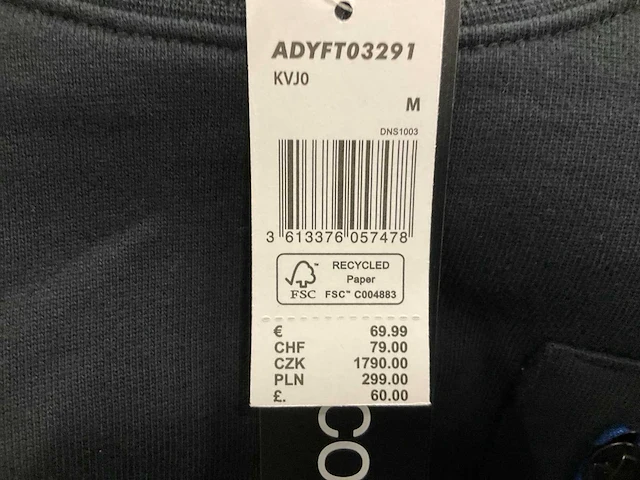 ADYFT03291
KVJ0
M
DNS1003
3 613376 057478
RECYCLED
Paper
FSC™ C004883
FSC
€ 69.99
CHF 79.00
CZK 1790.00
PLN 299.00
£. 60.00
CO